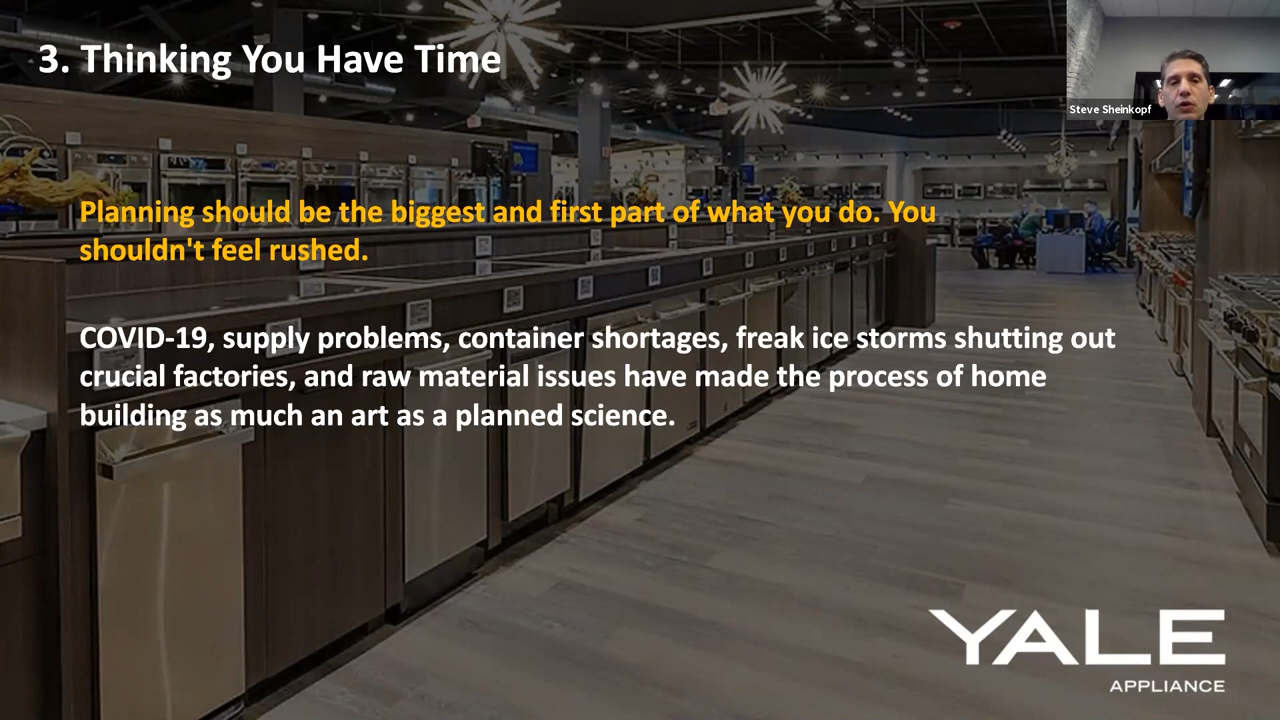 3. Thinking You Have Time
Steve Sheinkopf
Planning should be the biggest and first part of what you do. You
shouldn't feel rushed.
COVID-19, supply problems, container shortages, freak ice storms shutting out
crucial factories, and raw material issues have made the process of home
building as much an art as a planned science.
YALE
APPLIANCE